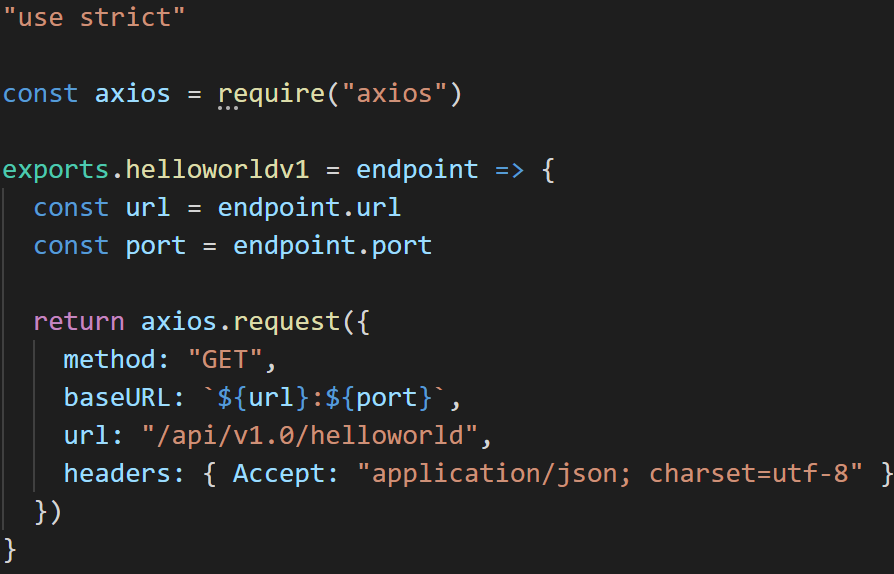 "use strict"

const axios = require("axios")

exports.helloworldv1 = endpoint => {
  const url = endpoint.url
  const port = endpoint.port

  return axios.request({
    method: "GET",
    baseURL: `${url}:${port}`,
    url: "/api/v1.0/helloworld",
    headers: { Accept: "application/json; charset=utf-8" }
  })
}